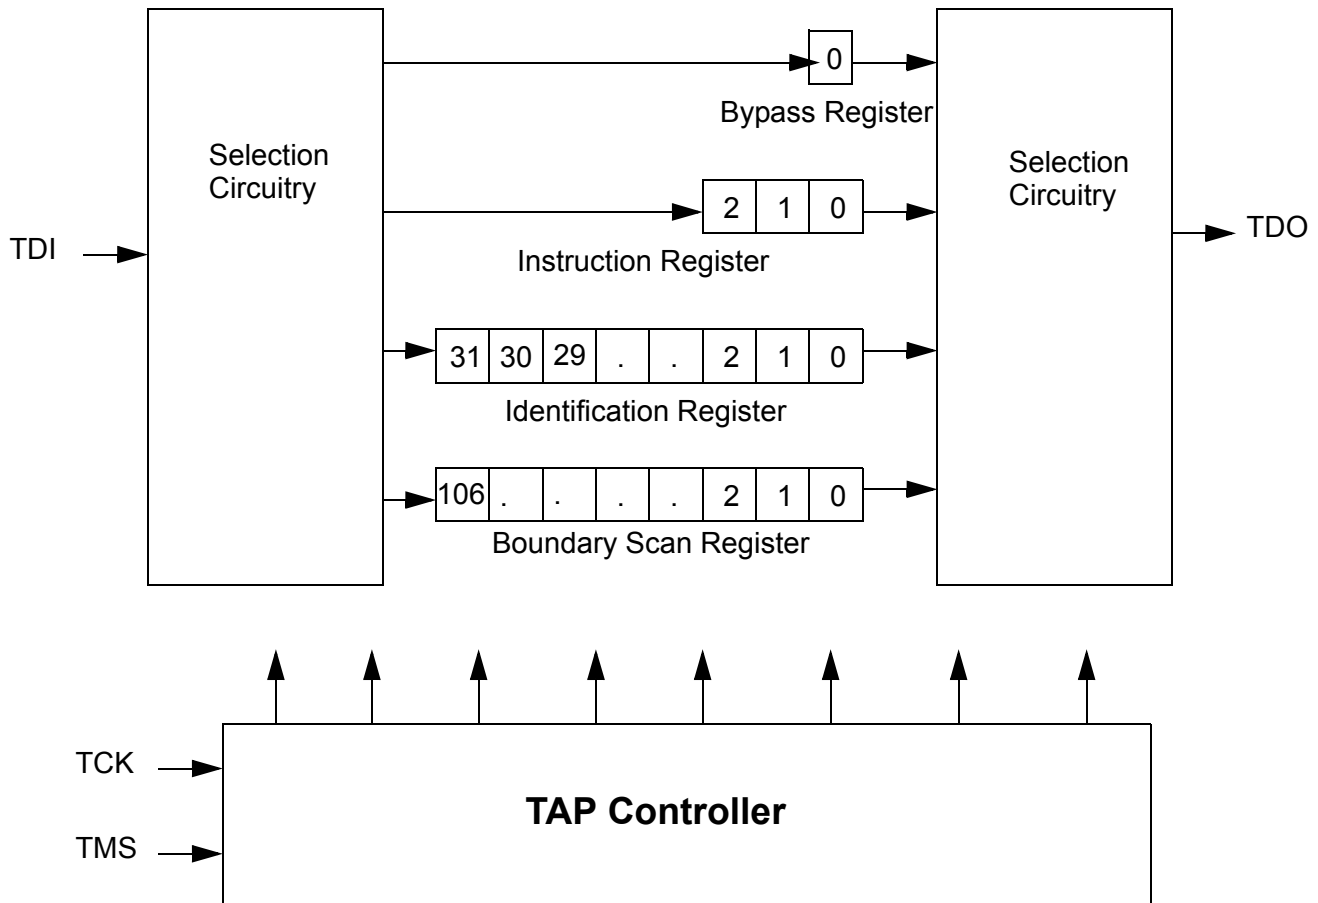 0
Bypass Register
Selection
Circuitry
Selection
Circuitry
2 1 0
Instruction Register
TDI
TDO
31 30 29 . . 2 1 0
Identification Register
106 . . . . 2 1 0
Boundary Scan Register
TCK
TAP Controller
TMS